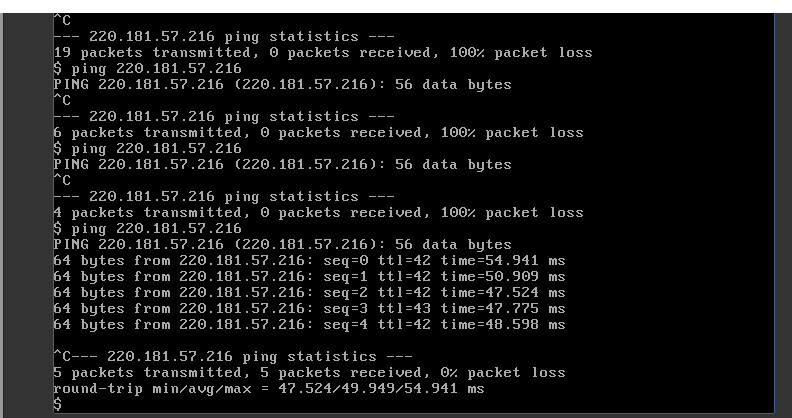 ^C
--- 220.181.57.216 ping statistics ---
19 packets transmitted, 0 packets received, 100% packet loss
$ ping 220.181.57.216
PING 220.181.57.216 (220.181.57.216): 56 data bytes
^C
--- 220.181.57.216 ping statistics ---
6 packets transmitted, 0 packets received, 100% packet loss
$ ping 220.181.57.216
PING 220.181.57.216 (220.181.57.216): 56 data bytes
^C
--- 220.181.57.216 ping statistics ---
4 packets transmitted, 0 packets received, 100% packet loss
$ ping 220.181.57.216
PING 220.181.57.216 (220.181.57.216): 56 data bytes
64 bytes from 220.181.57.216: seq=0 ttl=42 time=54.941 ms
64 bytes from 220.181.57.216: seq=1 ttl=42 time=50.909 ms
64 bytes from 220.181.57.216: seq=2 ttl=42 time=47.524 ms
64 bytes from 220.181.57.216: seq=3 ttl=43 time=47.775 ms
64 bytes from 220.181.57.216: seq=4 ttl=42 time=48.598 ms
^C--- 220.181.57.216 ping statistics ---
5 packets transmitted, 5 packets received, 0% packet loss
round-trip min/avg/max = 47.524/49.949/54.941 ms
$